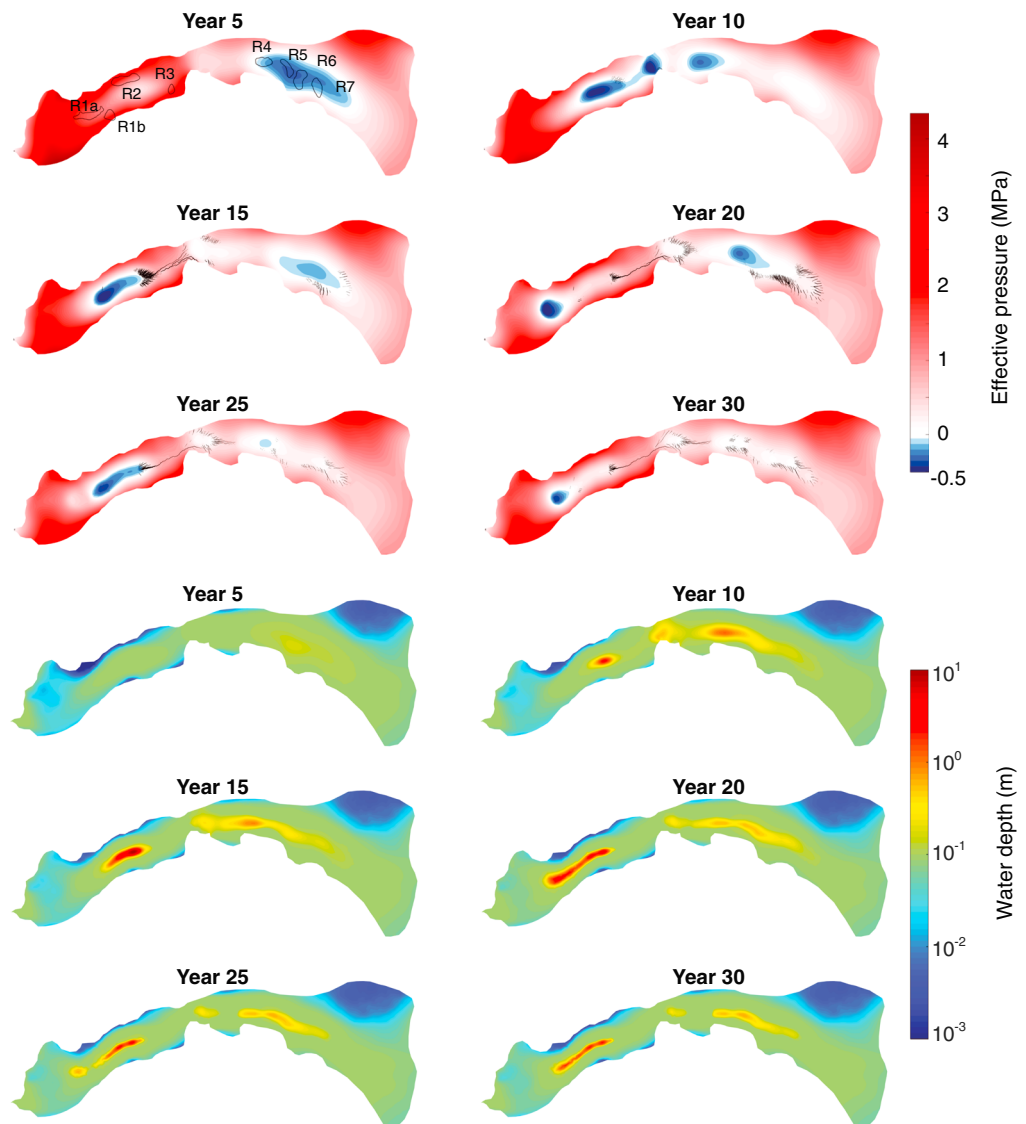 Year 5
Year 10
R4
R5
R6
R3
R7
R2
R1a
R1b
4
3
2
1
0
-0.5
Effective pressure (MPa)
Year 15
Year 20
Year 25
Year 30
Year 5
Year 10
10^1
10^0
10^-1
10^-2
10^-3
Water depth (m)
Year 15
Year 20
Year 25
Year 30